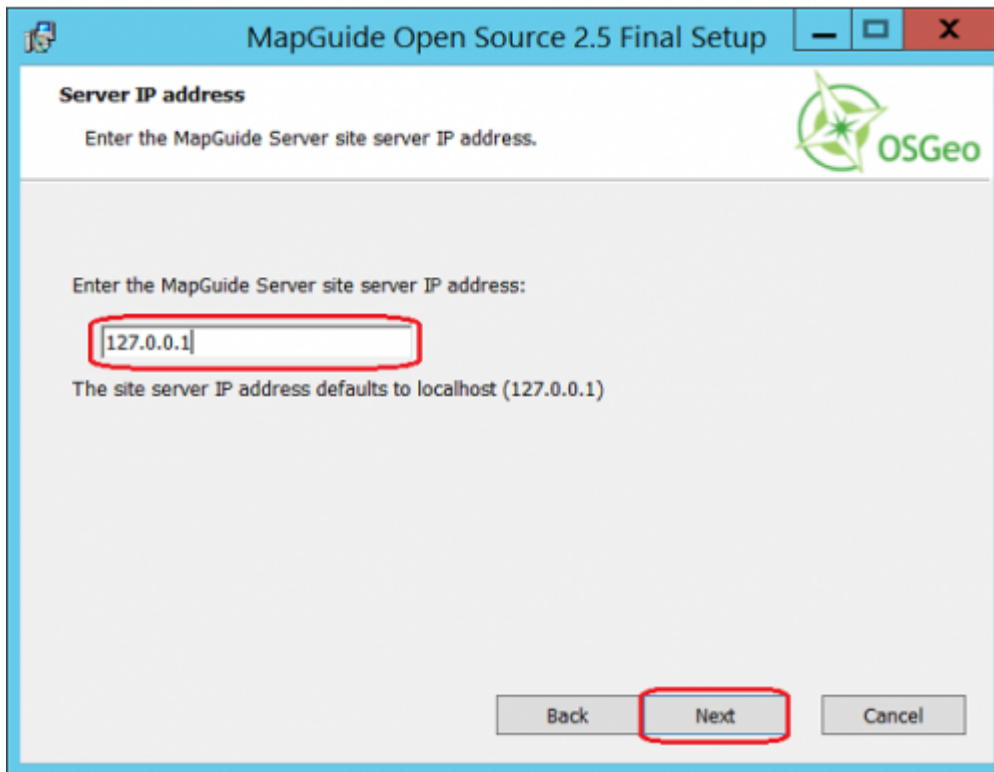 MapGuide Open Source 2.5 Final Setup
Server IP address
Enter the MapGuide Server site server IP address.
OSGeo
Enter the MapGuide Server site server IP address:
127.0.0.1
The site server IP address defaults to localhost (127.0.0.1)
Back Next Cancel